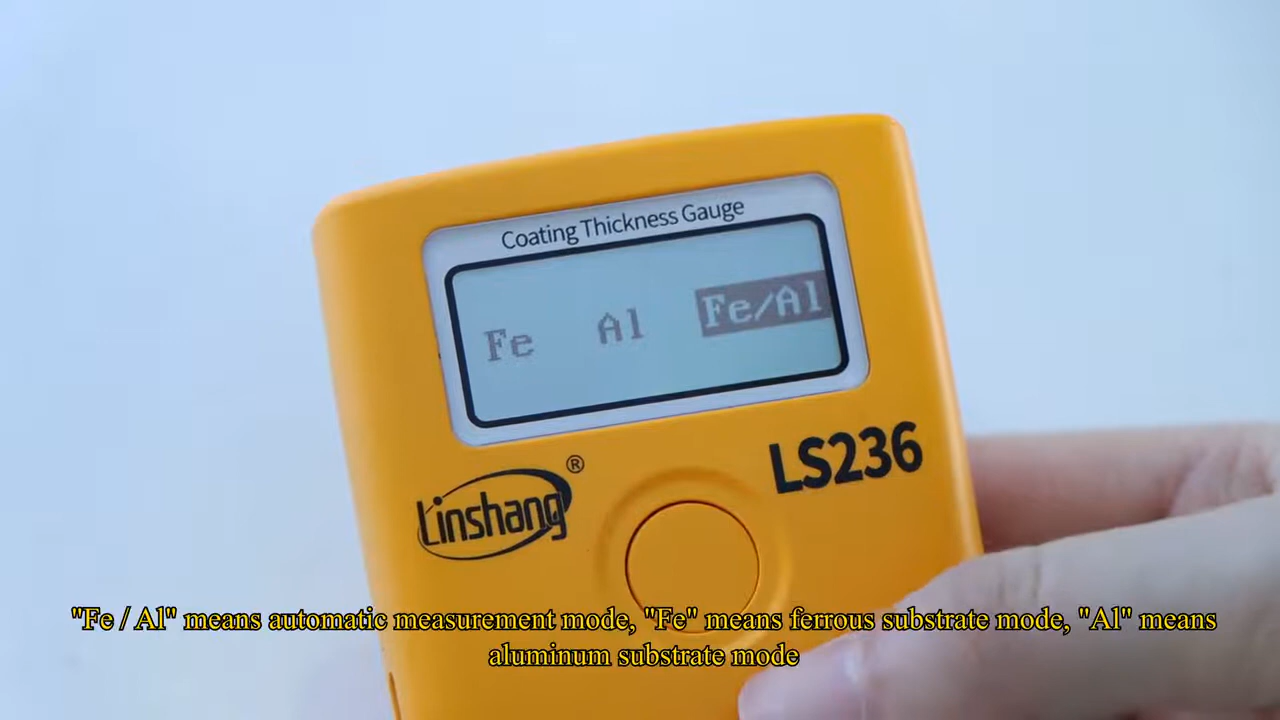 Coating Thickness Gauge
Fe Al Fe/Al
LS236
Linshang®
"Fe / Al" means automatic measurement mode, "Fe" means ferrous substrate mode, "Al" means
aluminum substrate mode